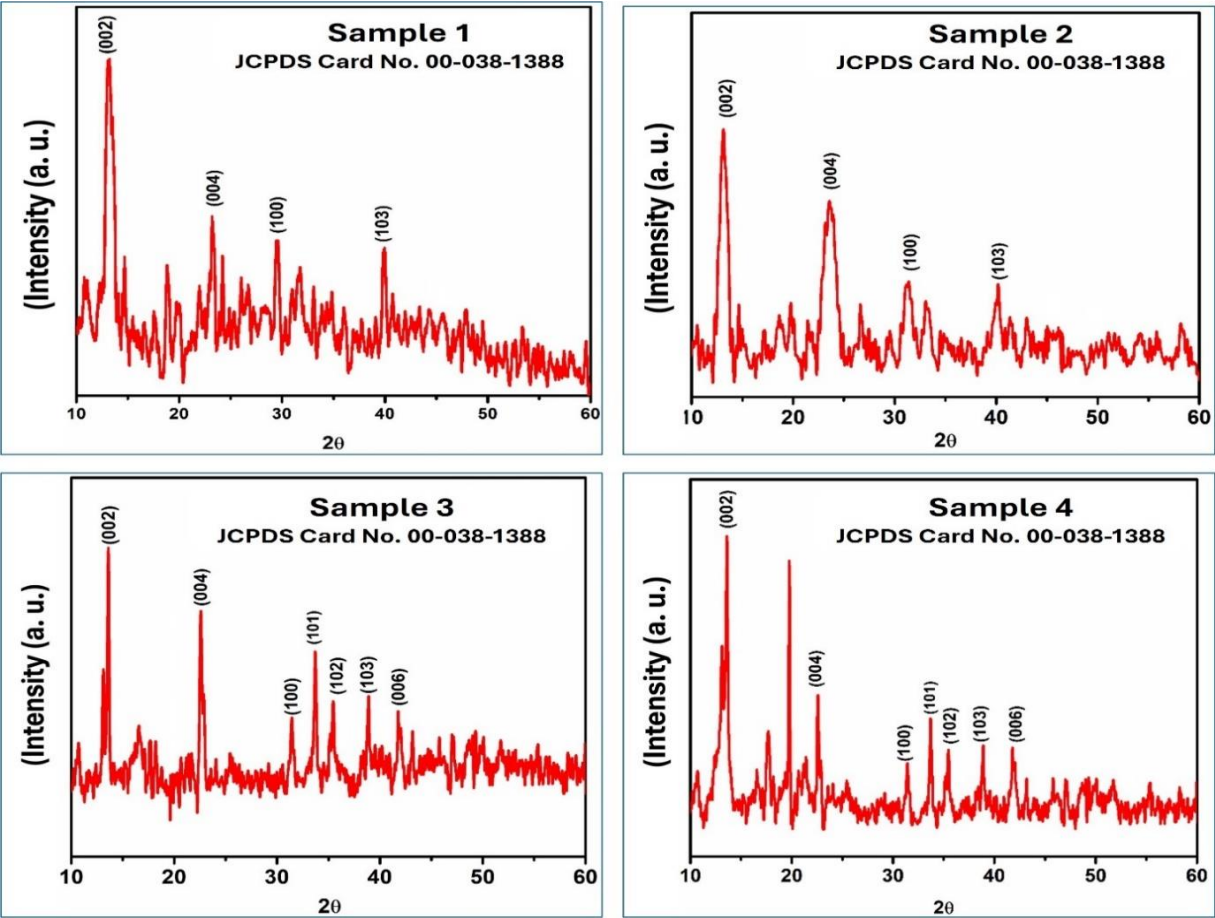 Sample 1
JCPDS Card No. 00-038-1388
(002)
(004)
(100)
(103)
(Intensity (a. u.)
10 20 30 40 50 60
2θ
Sample 2
JCPDS Card No. 00-038-1388
(002)
(004)
(100)
(103)
(Intensity (a. u.)
10 20 30 40 50 60
2θ
Sample 3
JCPDS Card No. 00-038-1388
(002)
(004)
(100)
(101)
(102)
(103)
(006)
(Intensity (a. u.)
10 20 30 40 50 60
2θ
Sample 4
JCPDS Card No. 00-038-1388
(002)
(004)
(100)
(101)
(102)
(103)
(006)
(Intensity (a. u.)
10 20 30 40 50 60
2θ